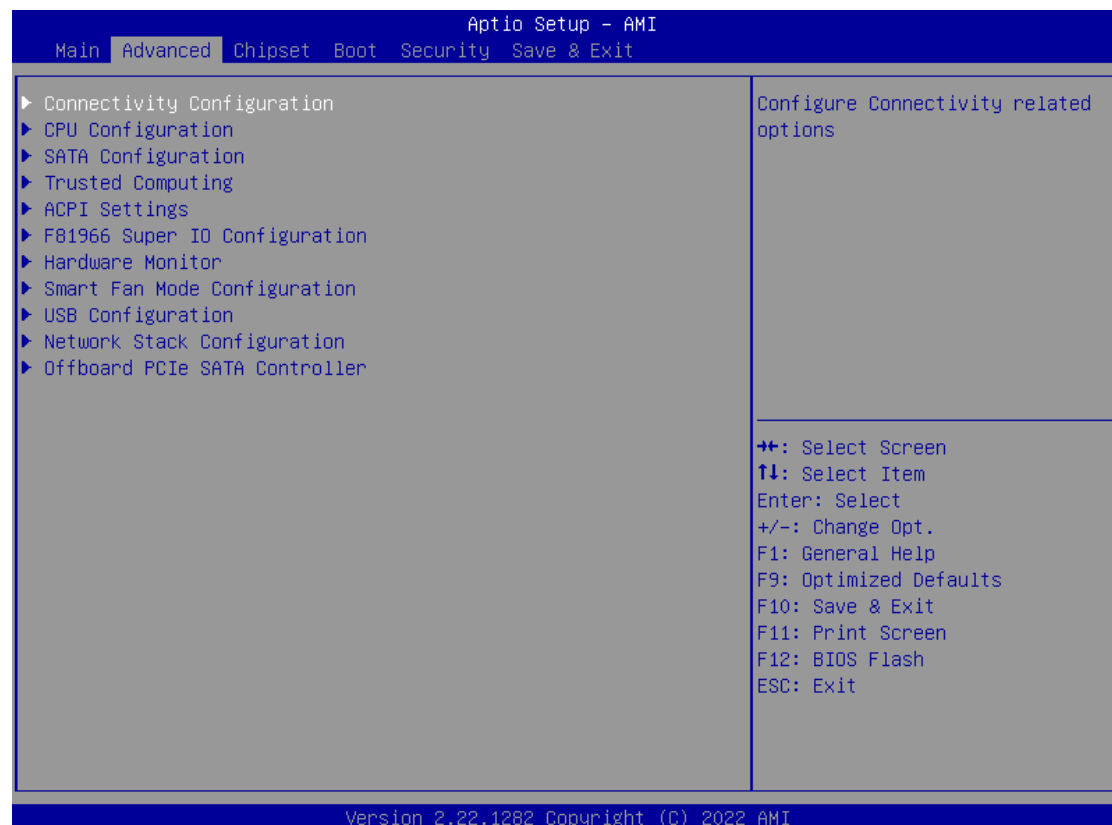 Aptio Setup – AMI
Main Advanced Chipset Boot Security Save & Exit
▶ Connectivity Configuration
▶ CPU Configuration
▶ SATA Configuration
▶ Trusted Computing
▶ ACPI Settings
▶ F81966 Super IO Configuration
▶ Hardware Monitor
▶ Smart Fan Mode Configuration
▶ USB Configuration
▶ Network Stack Configuration
▶ Offboard PCIe SATA Controller
Configure Connectivity related
options
→←: Select Screen
↑↓: Select Item
Enter: Select
+/-: Change Opt.
F1: General Help
F9: Optimized Defaults
F10: Save & Exit
F11: Print Screen
F12: BIOS Flash
ESC: Exit
Version 2.22.1282 Copyright (C) 2022 AMI